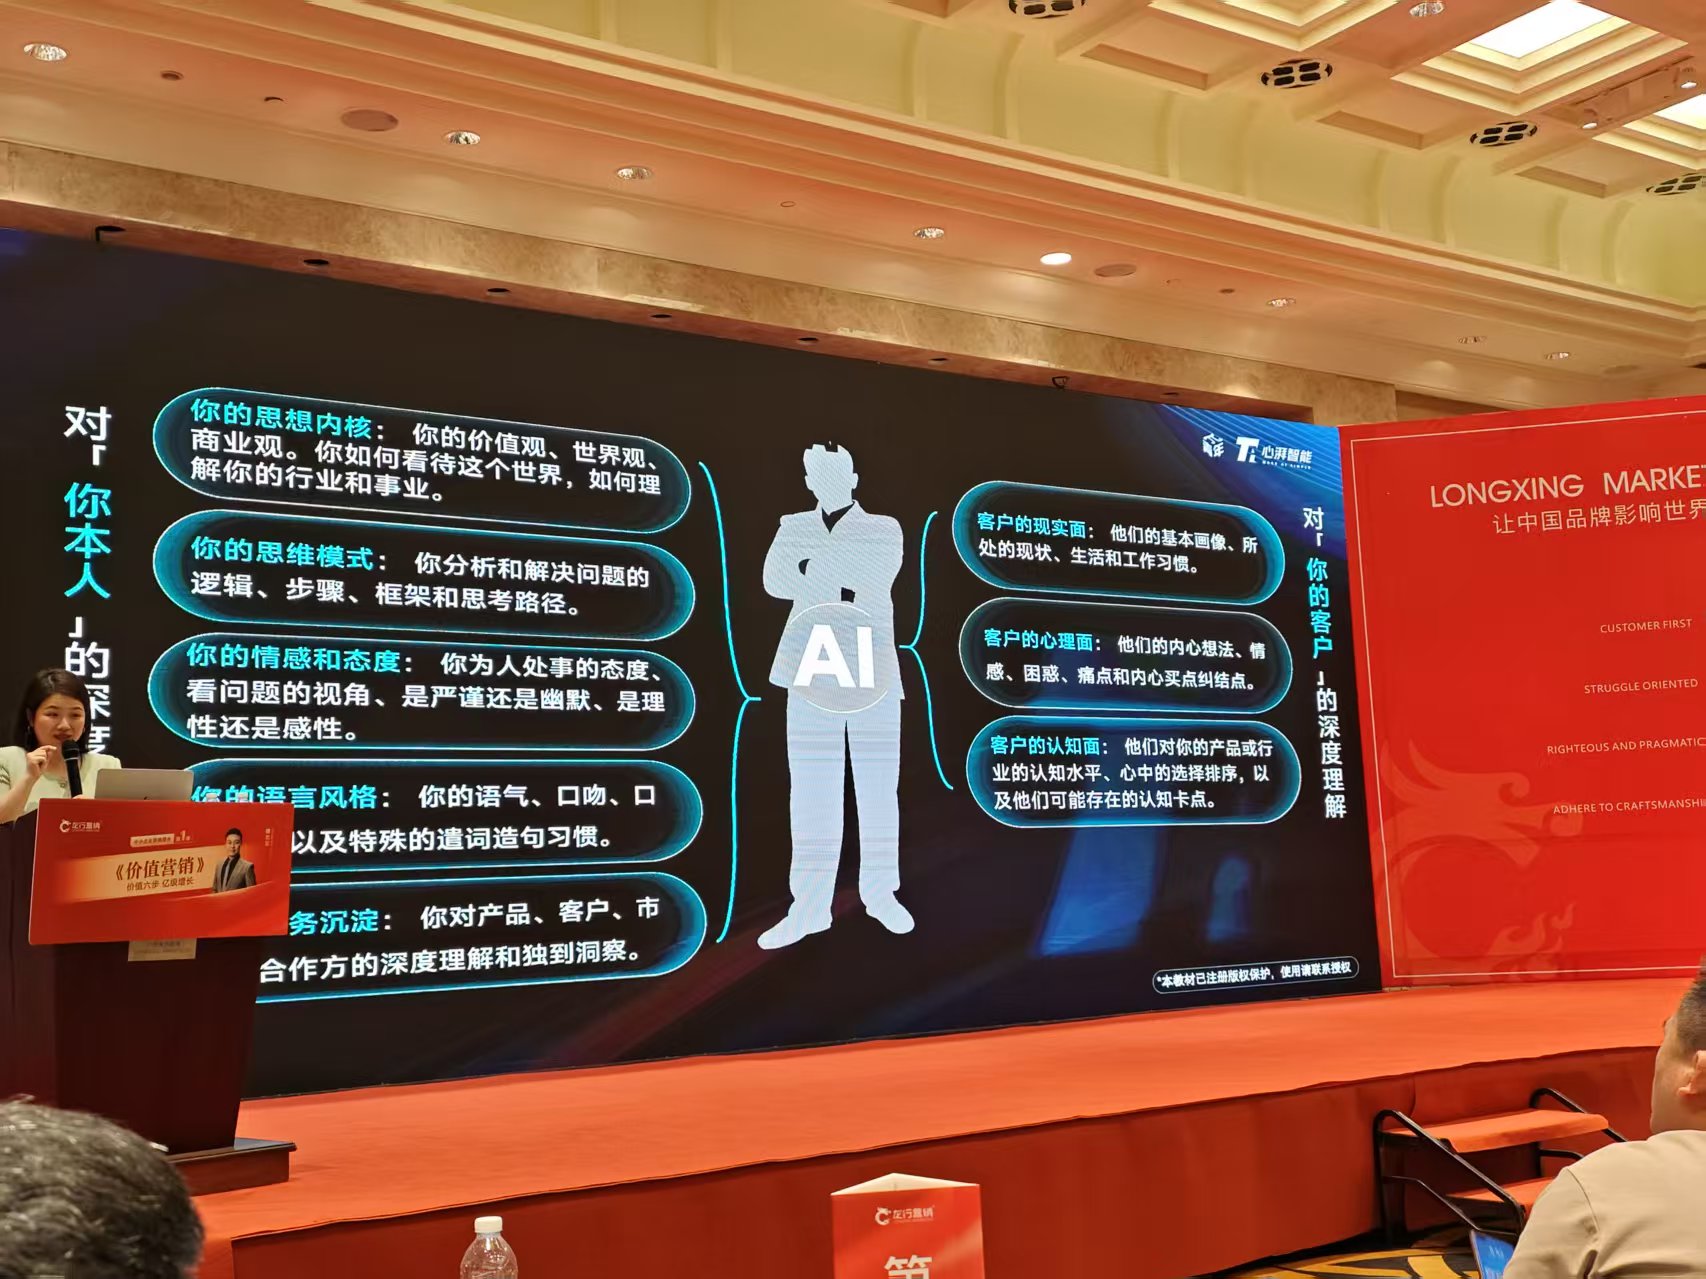 对「你本人」的深度
你的思想内核： 你的价值观、世界观、
商业观。你如何看待这个世界，如何理
解你的行业和事业。
你的思维模式： 你分析和解决问题的
逻辑、步骤、框架和思考路径。
你的情感和态度： 你为人处事的态度、
看问题的视角、是严谨还是幽默、是理
性还是感性。
你的语言风格： 你的语气、口吻、口
以及特殊的遣词造句习惯。
务沉淀： 你对产品、客户、市
合作方的深度理解和独到洞察。
AI
心湃智能
客户的现实面： 他们的基本画像、所
处的现状、生活和工作习惯。
客户的心理面： 他们的内心想法、情
感、困惑、痛点和内心买点纠结点。
客户的认知面： 他们对你的产品或行
业的认知水平、心中的选择排序，以
及他们可能存在的认知卡点。
对「你的客户」的深度理解
*本教材已注册版权保护，使用请联系授权
LONGXING MARKE
让中国品牌影响世界
CUSTOMER FIRST
STRUGGLE ORIENTED
RIGHTEOUS AND PRAGMATIC
ADHERE TO CRAFTSMANSHI
龙行营销
《价值营销》
价值六步 亿级增长
龙行营销
第